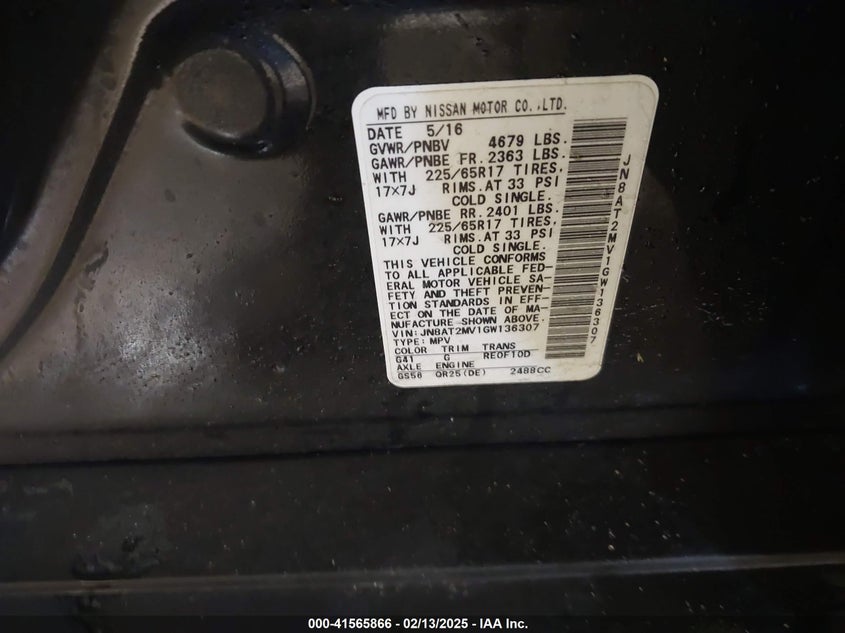 MFD BY NISSAN MOTOR CO.,LTD.
DATE 5/16
GVWR/PNBV 4679 LBS.
GAWR/PNBE FR. 2363 LBS.
WITH 225/65R17 TIRES,
17×7J RIMS.AT 33 PSI
COLD SINGLE.
GAWR/PNBE RR. 2401 LBS.
WITH 225/65R17 TIRES,
17×7J RIMS.AT 33 PSI
COLD SINGLE.
THIS VEHICLE CONFORMS
TO ALL APPLICABLE FED-
ERAL MOTOR VEHICLE SA-
FETY AND THEFT PREVEN-
TION STANDARDS IN EFF-
ECT ON THE DATE OF MA-
NUFACTURE SHOWN ABOVE.
VIN: JN8AT2MV1GW136307
TYPE: MPV
COLOR TRIM TRANS
G41 G RE0F10D
AXLE ENGINE
GS56 QR25(DE) 2488CC
JN8AT2MV1GW136307
000-41565866 - 02/13/2025 - IAA Inc.